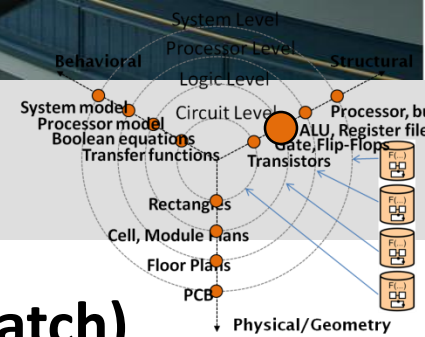 System Level
Processor Level
Behavioral
Structural
Logic Level
System model
Circuit Level
Processor, bu
Processor model
ALU, Register file
Boolean equations
Gate,Flip-Flops
Transfer functions
Transistors
F(...)
F(...)
Rectangles
Cell, Module Plans
F(...)
Floor Plans
F(...)
PCB
atch)
Physical/Geometry